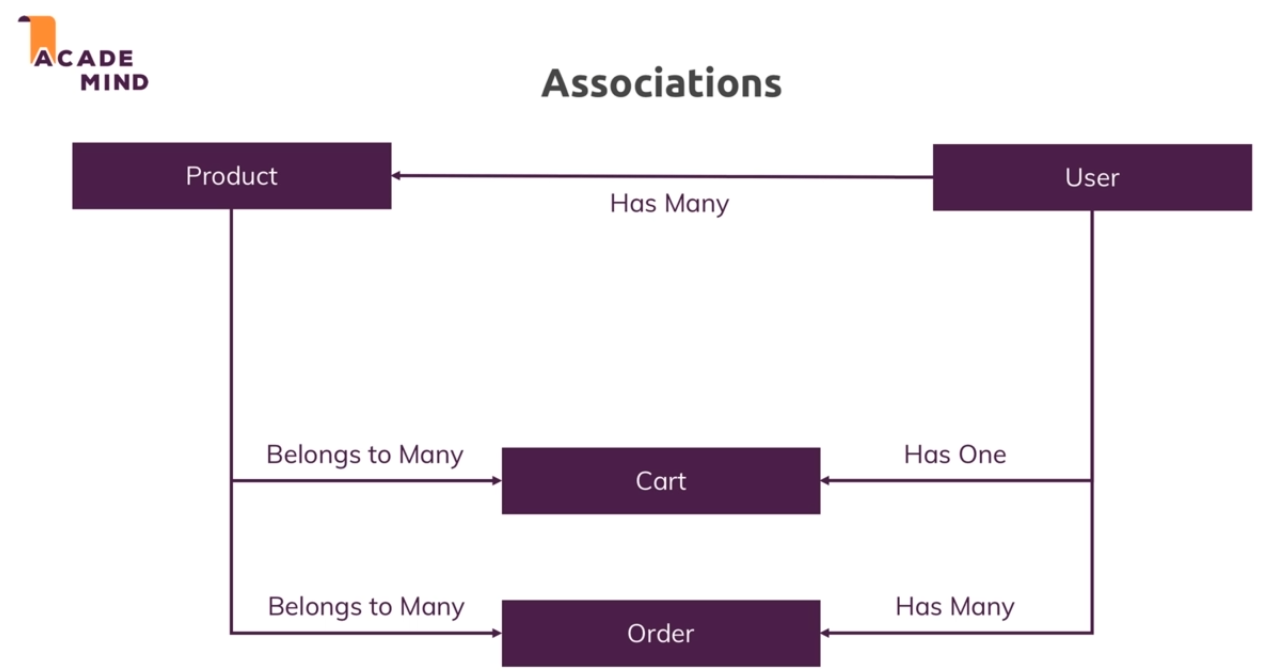 ACADE
MIND
Associations
Product
User
Has Many
Belongs to Many
Cart
Has One
Belongs to Many
Order
Has Many